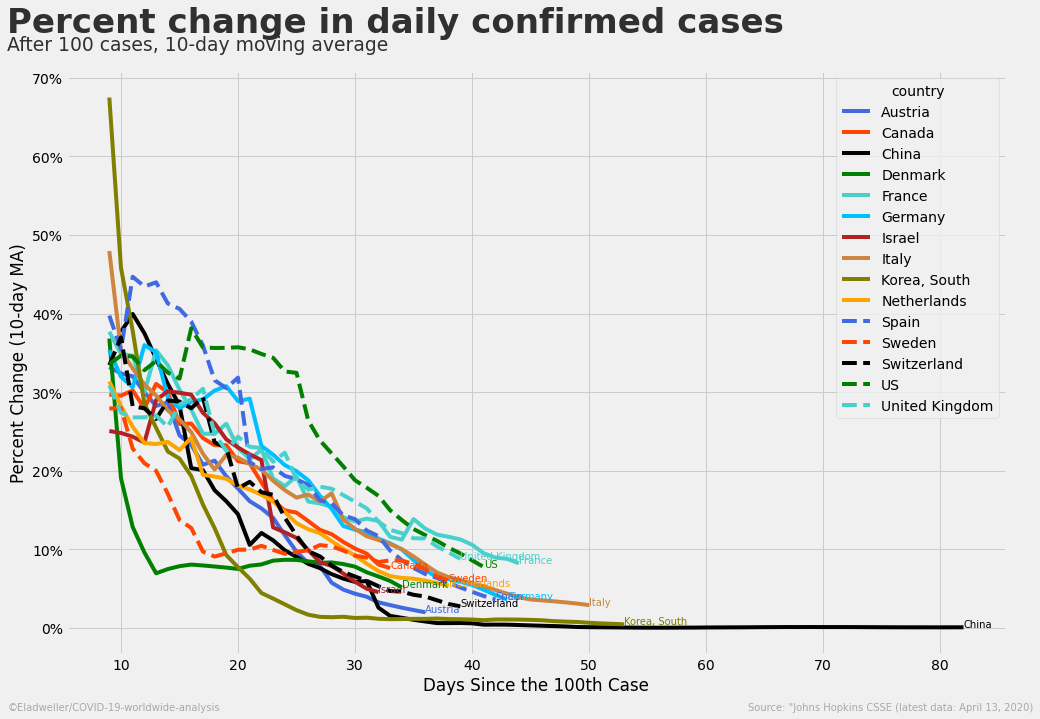 Percent change in daily confirmed cases
After 100 cases, 10-day moving average
70%
60%
50%
40%
30%
20%
10%
0%
Percent Change (10-day MA)
10
20
30
40
50
60
70
80
Days Since the 100th Case
country
Austria
Canada
China
Denmark
France
Germany
Israel
Italy
Korea, South
Netherlands
Spain
Sweden
Switzerland
US
United Kingdom
United Kingdom
France
US
Canada
Sweden
Netherlands
Denmark
Israel
Spain
Germany
Switzerland
Austria
Italy
Korea, South
China
©Eladweller/COVID-19-worldwide-analysis
Source: "Johns Hopkins CSSE (latest data: April 13, 2020)